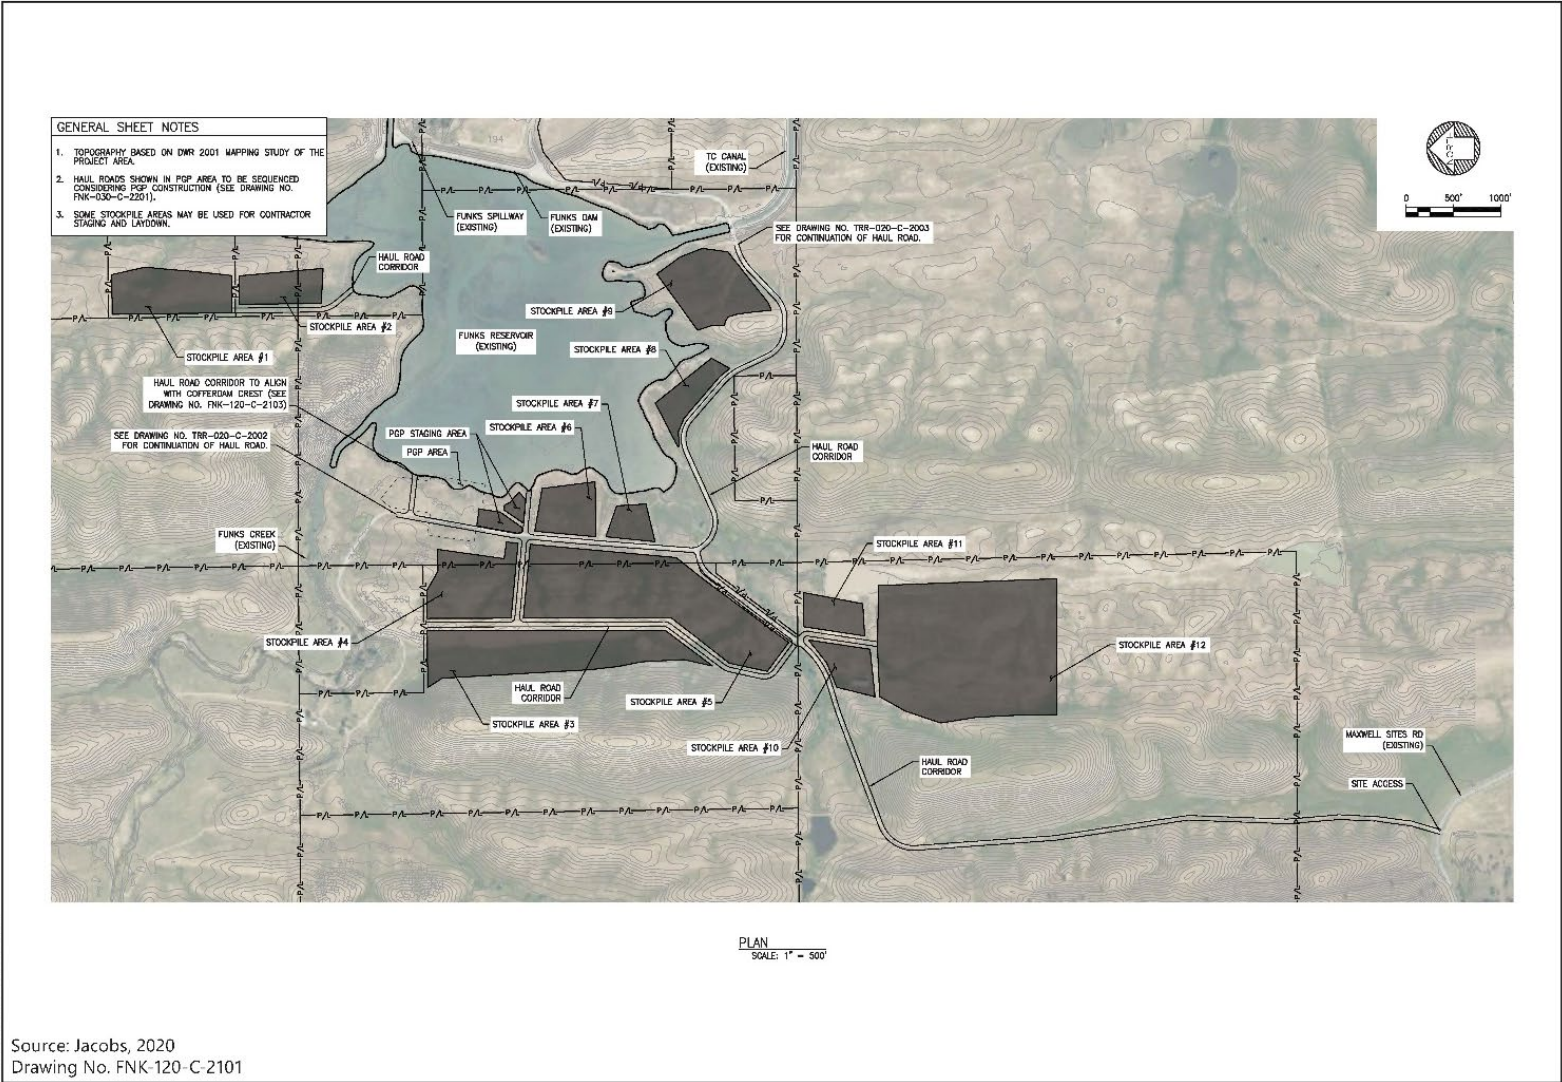 GENERAL SHEET NOTES
1. TOPOGRAPHY BASED ON DWR 2001 MAPPING STUDY OF THE
PROJECT AREA.
2. HAUL ROADS SHOWN IN PGP AREA TO BE SEQUENCED
CONSIDERING PGP CONSTRUCTION (SEE DRAWING NO.
FNK-030-C-2201).
3. SOME STOCKPILE AREAS MAY BE USED FOR CONTRACTOR
STAGING AND LAYDOWN.
0 500' 1000'
TC CANAL
(EXISTING)
FUNKS SPILLWAY
(EXISTING)
FUNKS DAM
(EXISTING)
SEE DRAWING NO. TRR-020-C-2003
FOR CONTINUATION OF HAUL ROAD.
HAUL ROAD
CORRIDOR
STOCKPILE AREA #9
STOCKPILE AREA #2
FUNKS RESERVOIR
(EXISTING)
STOCKPILE AREA #8
STOCKPILE AREA #1
HAUL ROAD CORRIDOR TO ALIGN
WITH COFFERDAM CREST (SEE
DRAWING NO. FNK-120-C-2103)
STOCKPILE AREA #7
STOCKPILE AREA #6
PGP STAGING AREA
PGP AREA
SEE DRAWING NO. TRR-020-C-2002
FOR CONTINUATION OF HAUL ROAD.
HAUL ROAD
CORRIDOR
FUNKS CREEK
(EXISTING)
STOCKPILE AREA #11
STOCKPILE AREA #4
STOCKPILE AREA #12
HAUL ROAD
CORRIDOR
STOCKPILE AREA #5
STOCKPILE AREA #3
STOCKPILE AREA #10
HAUL ROAD
CORRIDOR
MAXWELL SITES RD
(EXISTING)
SITE ACCESS
PLAN
SCALE: 1" = 500'
Source: Jacobs, 2020
Drawing No. FNK-120-C-2101